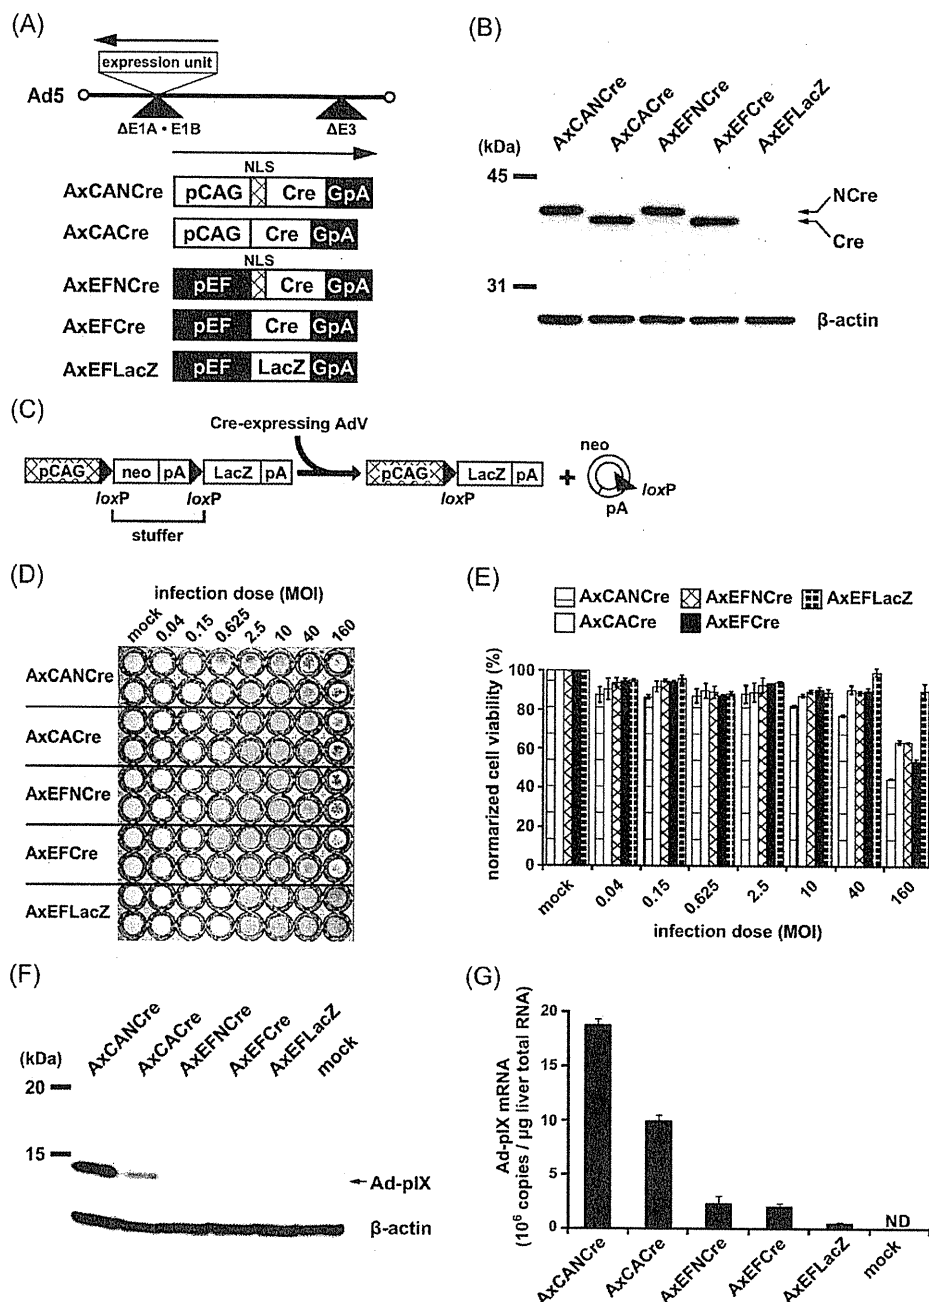 (A)
expression unit
Ad5
ΔE1A • E1B
ΔE3
NLS
AxCANCre
pCAG
Cre
GpA
AxCACre
pCAG
Cre
GpA
NLS
AxEFNCre
pEF
Cre
GpA
AxEFCre
pEF
Cre
GpA
AxEFLacZ
pEF
LacZ
GpA
(B)
AxCANCre
AxCACre
AxEFNCre
AxEFCre
AxEFLacZ
(kDa)
45
31
NCre
Cre
β-actin
(C)
Cre-expressing AdV
pCAG
neo
pA
LacZ
pA
loxP
loxP
stuffer
pCAG
LacZ
pA
loxP
+
neo
loxP
pA
(D)
infection dose (MOI)
mock
0.04
0.15
0.625
2.5
10
40
160
AxCANCre
AxCACre
AxEFNCre
AxEFCre
AxEFLacZ
(E)
AxCANCre
AxEFNCre
AxEFLacZ
AxCACre
AxEFCre
normarized cell viability (%)
100
80
60
40
20
0
mock
0.04
0.15
0.625
2.5
10
40
160
infection dose (MOI)
(F)
AxCANCre
AxCACre
AxEFNCre
AxEFCre
AxEFLacZ
mock
(kDa)
20
15
Ad-pIX
β-actin
(G)
Ad-pIX mRNA
(10⁶ copies / μg liver total RNA)
20
15
10
5
0
ND
AxCANCre
AxCACre
AxEFNCre
AxEFCre
AxEFLacZ
mock